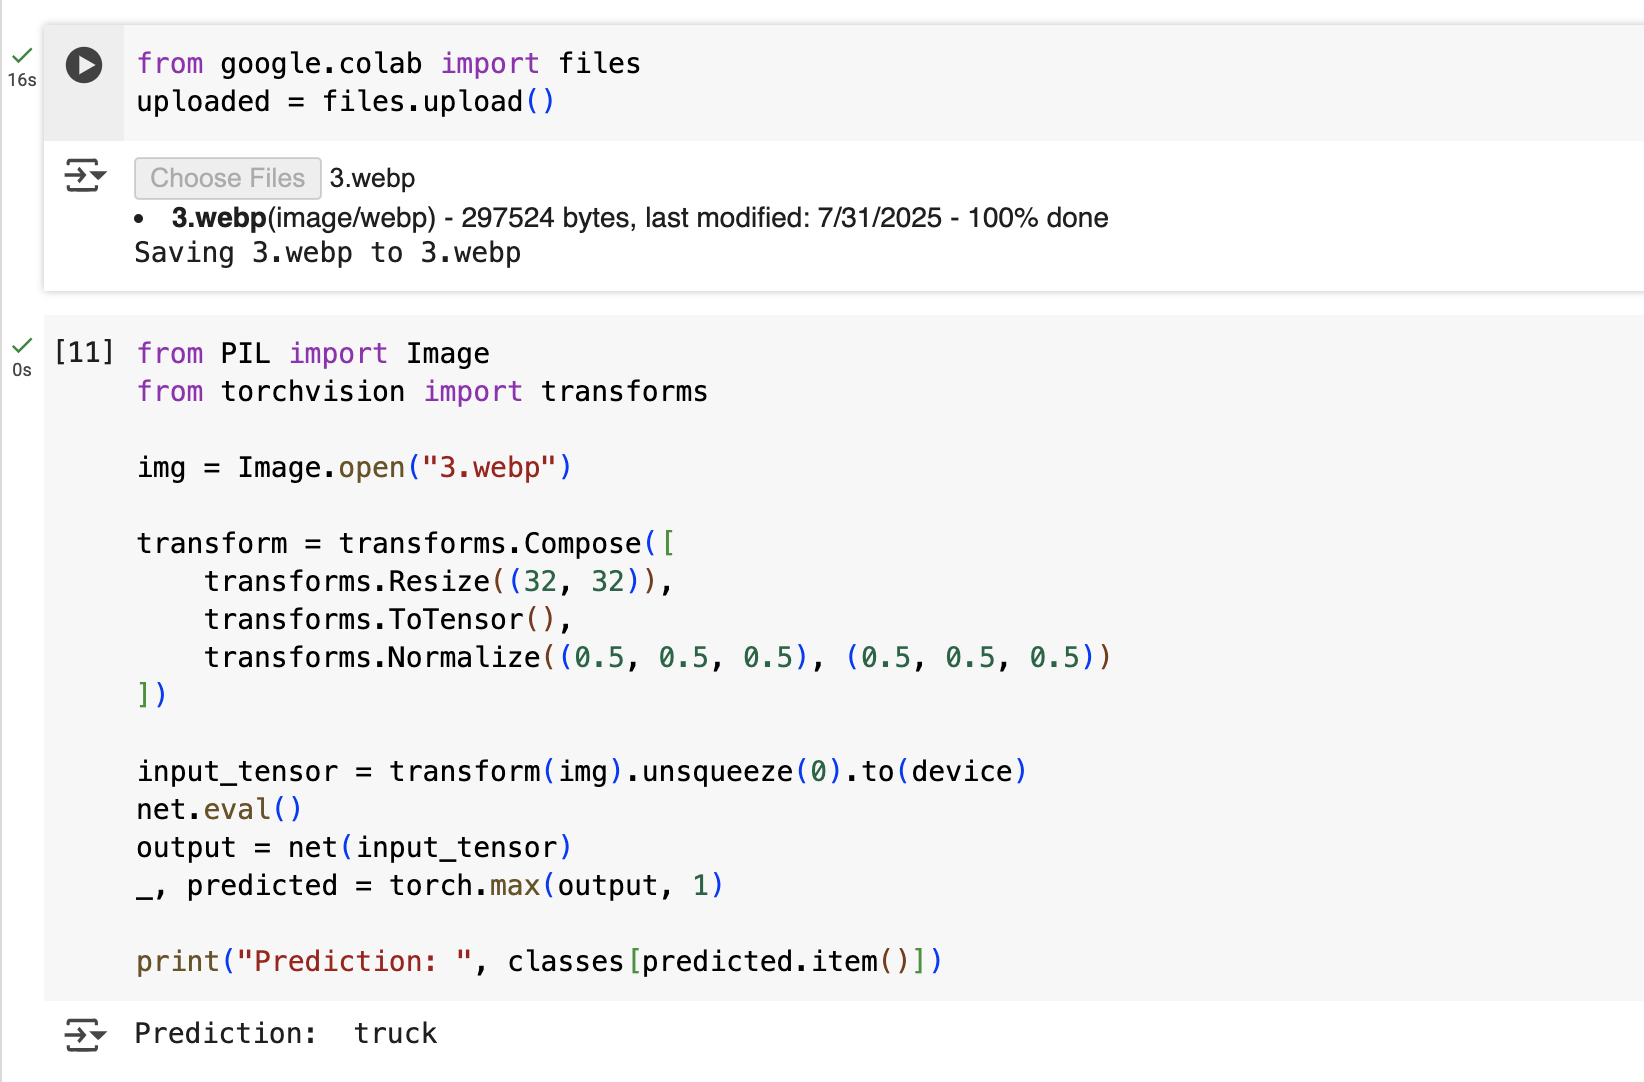 16s
from google.colab import files
uploaded = files.upload()
Choose Files 3.webp
• 3.webp(image/webp) - 297524 bytes, last modified: 7/31/2025 - 100% done
Saving 3.webp to 3.webp
0s
[11] from PIL import Image
from torchvision import transforms
img = Image.open("3.webp")
transform = transforms.Compose([
    transforms.Resize((32, 32)),
    transforms.ToTensor(),
    transforms.Normalize((0.5, 0.5, 0.5), (0.5, 0.5, 0.5))
])
input_tensor = transform(img).unsqueeze(0).to(device)
net.eval()
output = net(input_tensor)
_, predicted = torch.max(output, 1)
print("Prediction: ", classes[predicted.item()])
Prediction:  truck